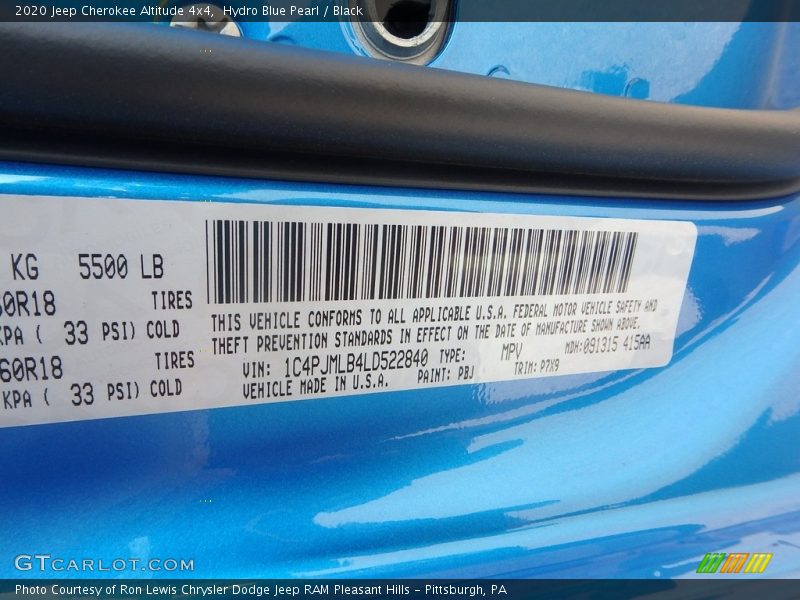 2020 Jeep Cherokee Altitude 4x4, Hydro Blue Pearl / Black
KG 5500 LB
60R18 TIRES
KPA ( 33 PSI) COLD
60R18 TIRES
KPA ( 33 PSI) COLD
THIS VEHICLE CONFORMS TO ALL APPLICABLE U.S.A. FEDERAL MOTOR VEHICLE SAFETY AND
THEFT PREVENTION STANDARDS IN EFFECT ON THE DATE OF MANUFACTURE SHOWN ABOVE.
VIN: 1C4PJMLB4LD522840 TYPE: MPV MDH:091315 415AA
VEHICLE MADE IN U.S.A. PAINT: PBJ TRIM: P7X9
GTCARLOT.COM
Photo Courtesy of Ron Lewis Chrysler Dodge Jeep RAM Pleasant Hills - Pittsburgh, PA